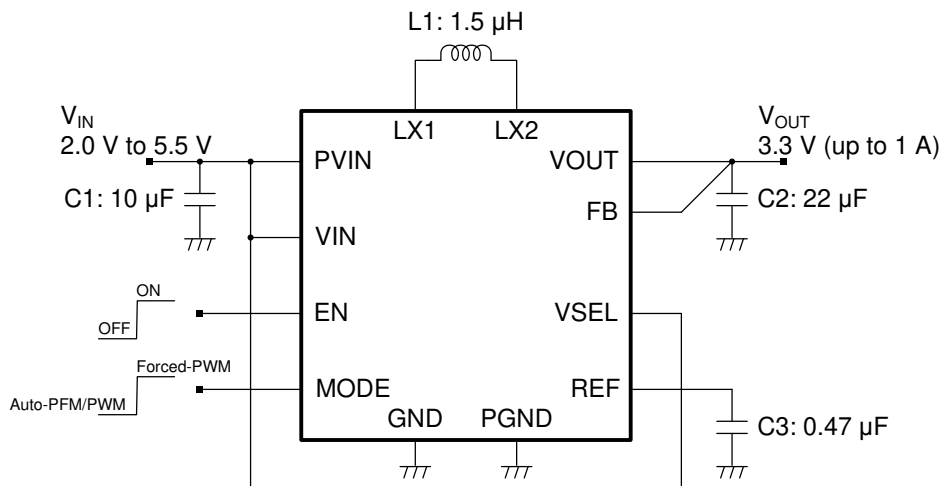 L1: 1.5 µH
LX1
LX2
VIN
2.0 V to 5.5 V
VOUT
3.3 V (up to 1 A)
PVIN
VOUT
C1: 10 µF
FB
C2: 22 µF
VIN
ON
OFF
EN
VSEL
Forced-PWM
Auto-PFM/PWM
MODE
REF
GND
PGND
C3: 0.47 µF